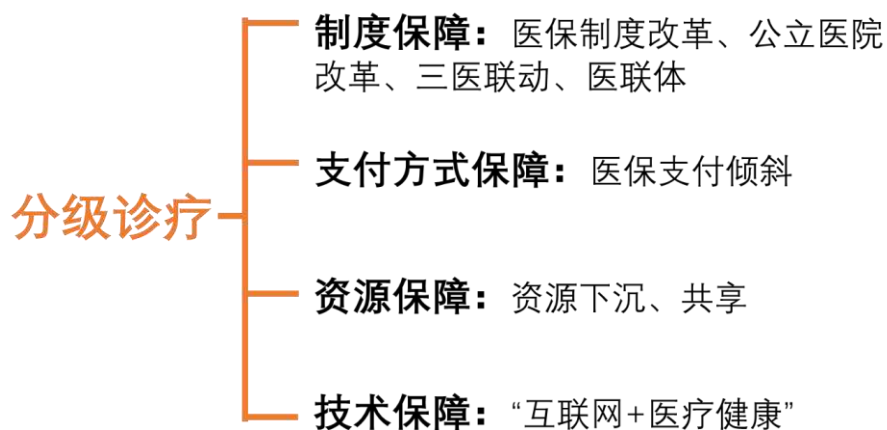 分级诊疗
制度保障：医保制度改革、公立医院
改革、三医联动、医联体
支付方式保障：医保支付倾斜
资源保障：资源下沉、共享
技术保障：“互联网+医疗健康”